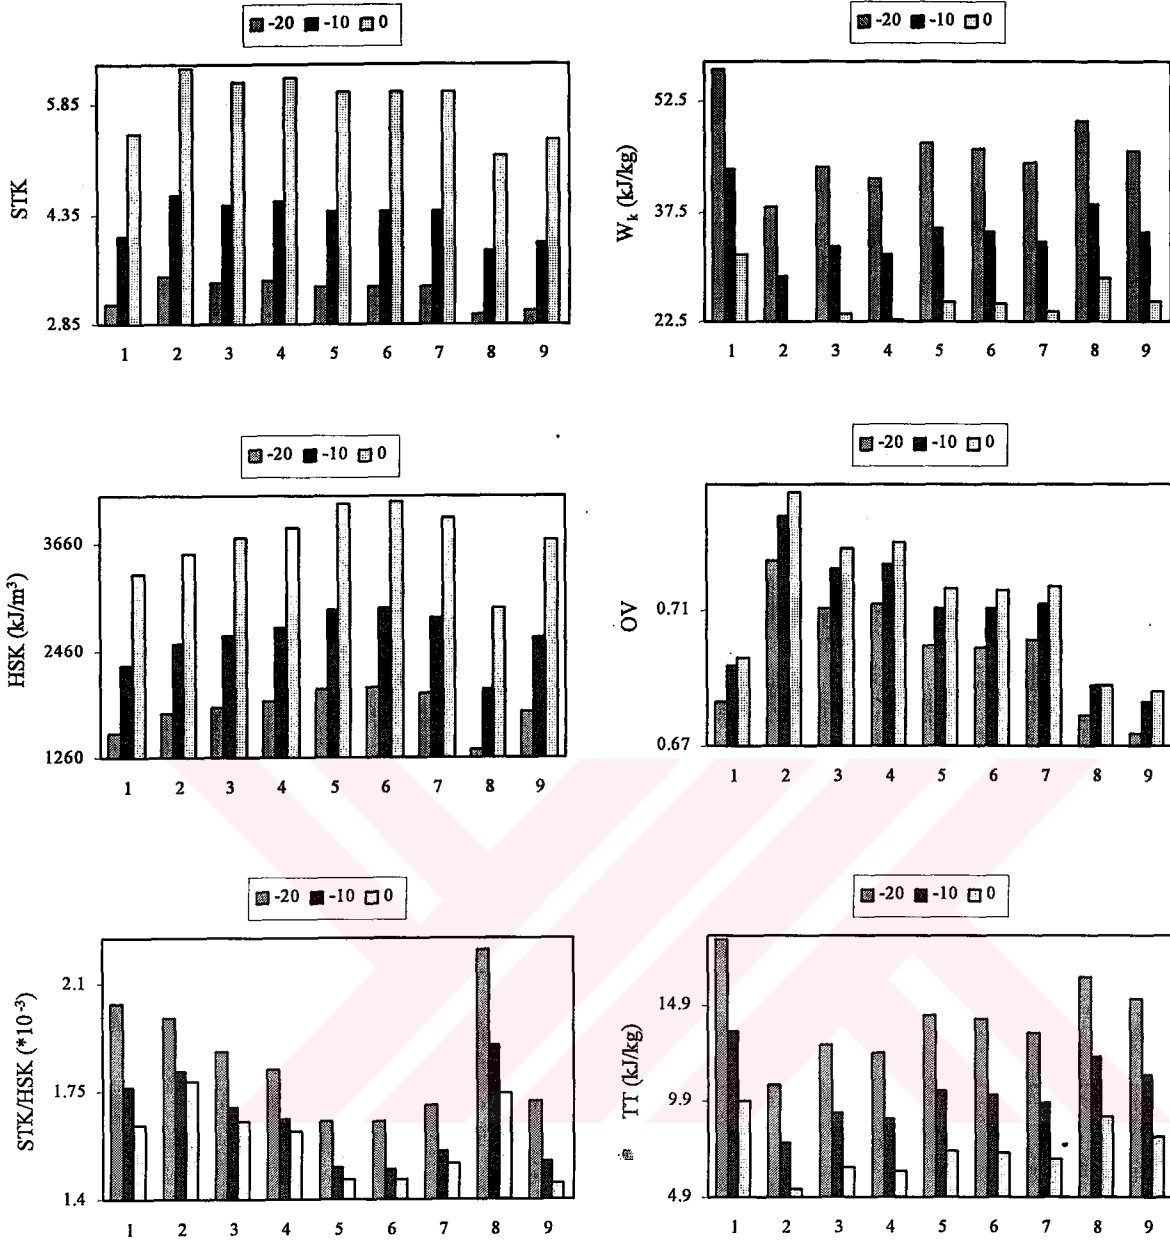 -20 -10 0
STK
5.85
4.35
2.85
1 2 3 4 5 6 7 8 9
-20 -10 0
W_k (kJ/kg)
52.5
37.5
22.5
1 2 3 4 5 6 7 8 9
-20 -10 0
HSK (kJ/m³)
3660
2460
1260
1 2 3 4 5 6 7 8 9
-20 -10 0
OV
0.71
0.67
1 2 3 4 5 6 7 8 9
-20 -10 0
STK/HSK (*10⁻³)
2.1
1.75
1.4
1 2 3 4 5 6 7 8 9
-20 -10 0
TT (kJ/kg)
14.9
9.9
4.9
1 2 3 4 5 6 7 8 9